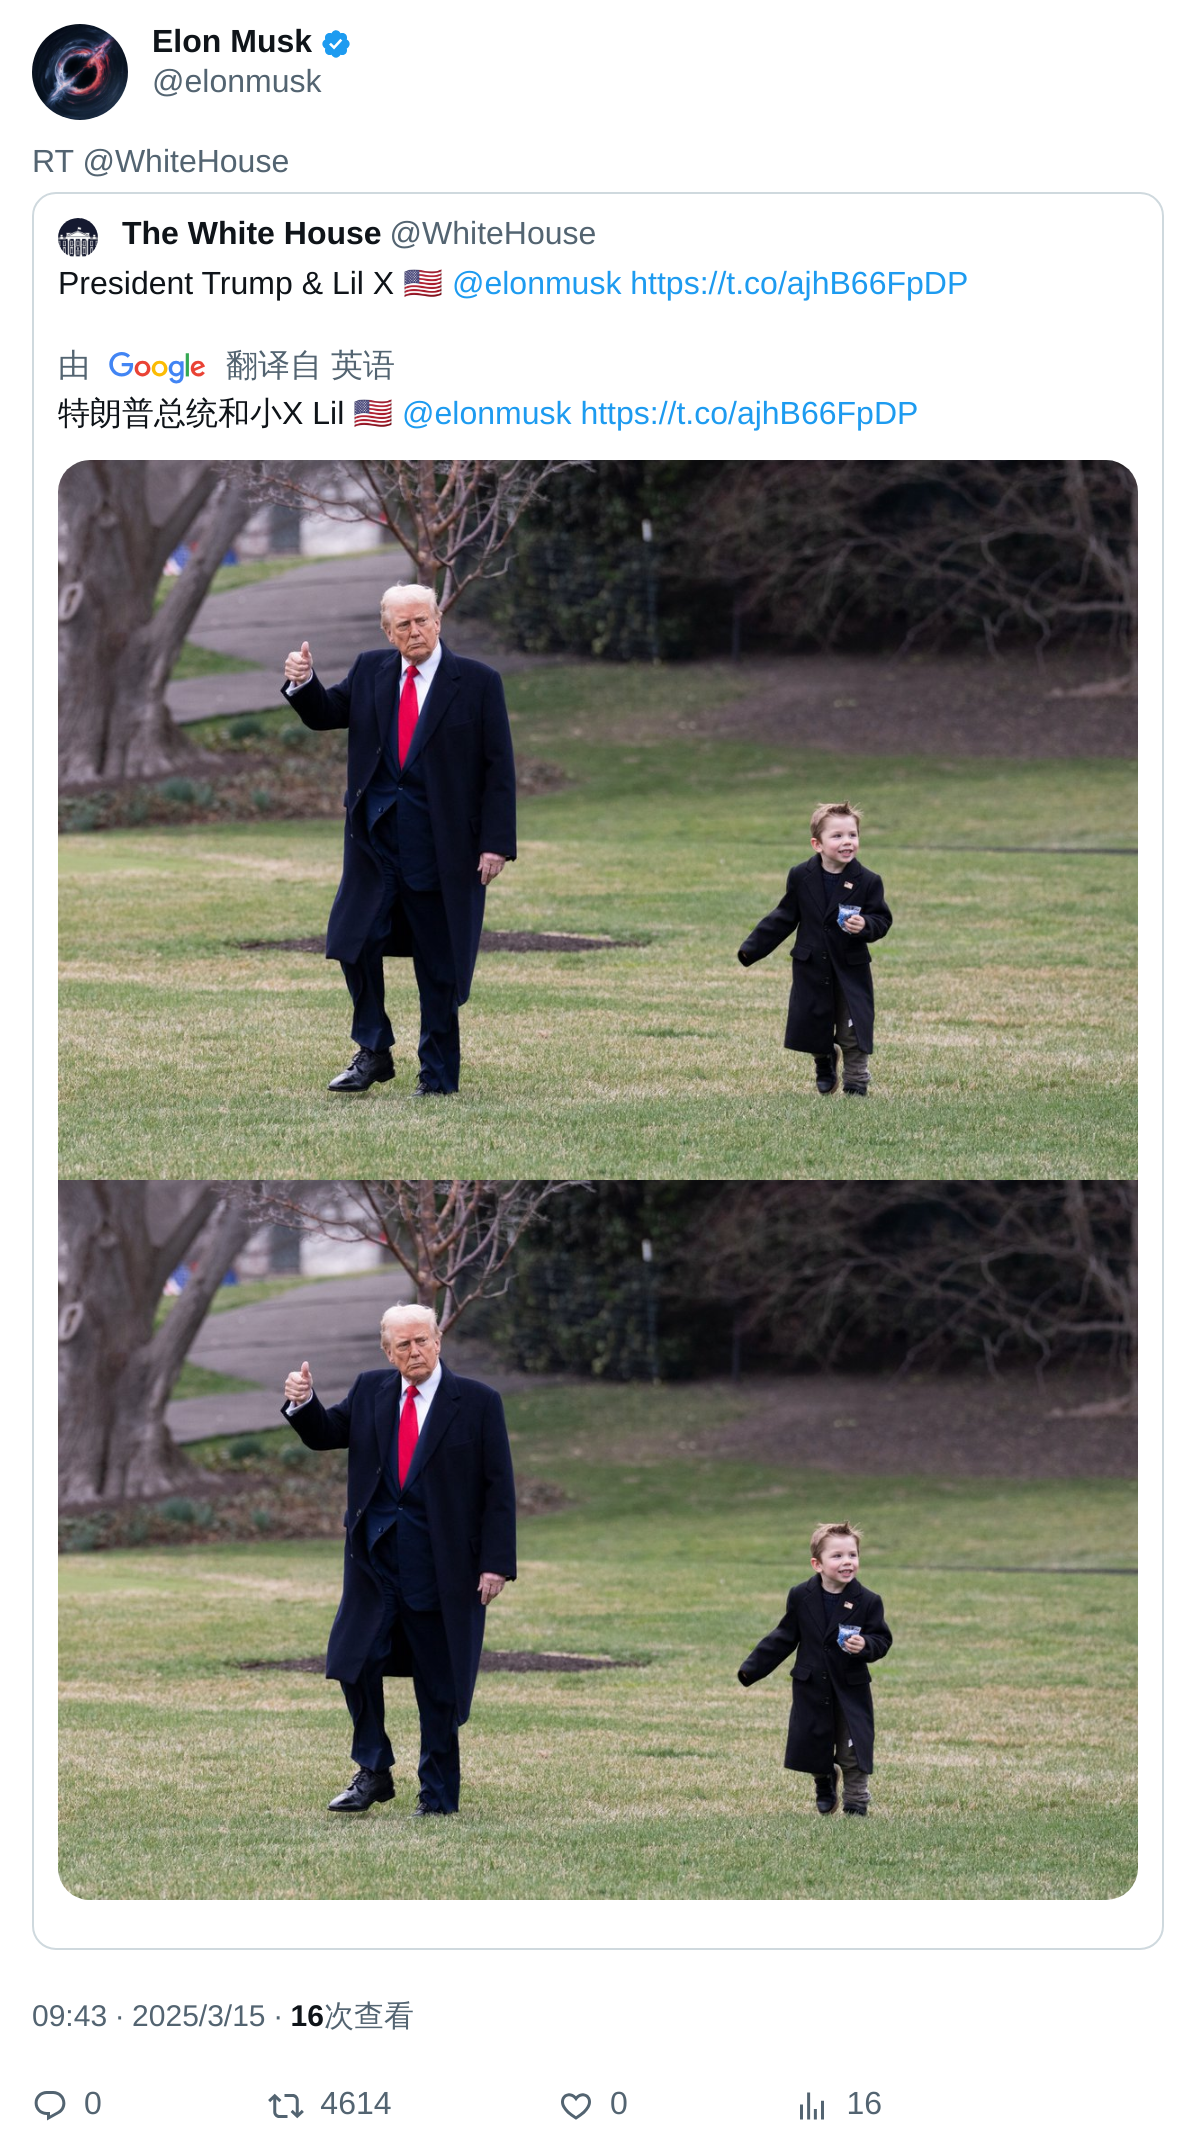 Elon Musk
@elonmusk
RT @WhiteHouse
The White House @WhiteHouse
President Trump & Lil X 🇺🇸 @elonmusk https://t.co/ajhB66FpDP
由 Google 翻译自 英语
特朗普总统和小X Lil 🇺🇸 @elonmusk https://t.co/ajhB66FpDP
09:43 · 2025/3/15 · 16次查看
0 4614 0 16